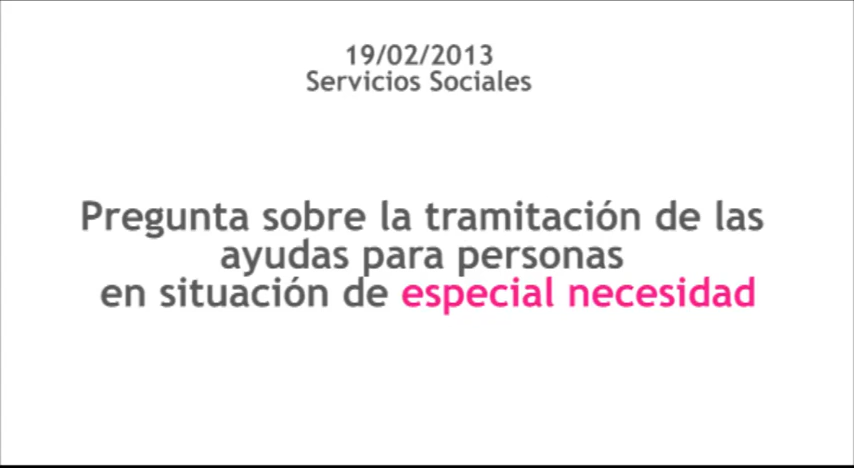 19/02/2013
Servicios Sociales
Pregunta sobre la tramitación de las
ayudas para personas
en situación de especial necesidad